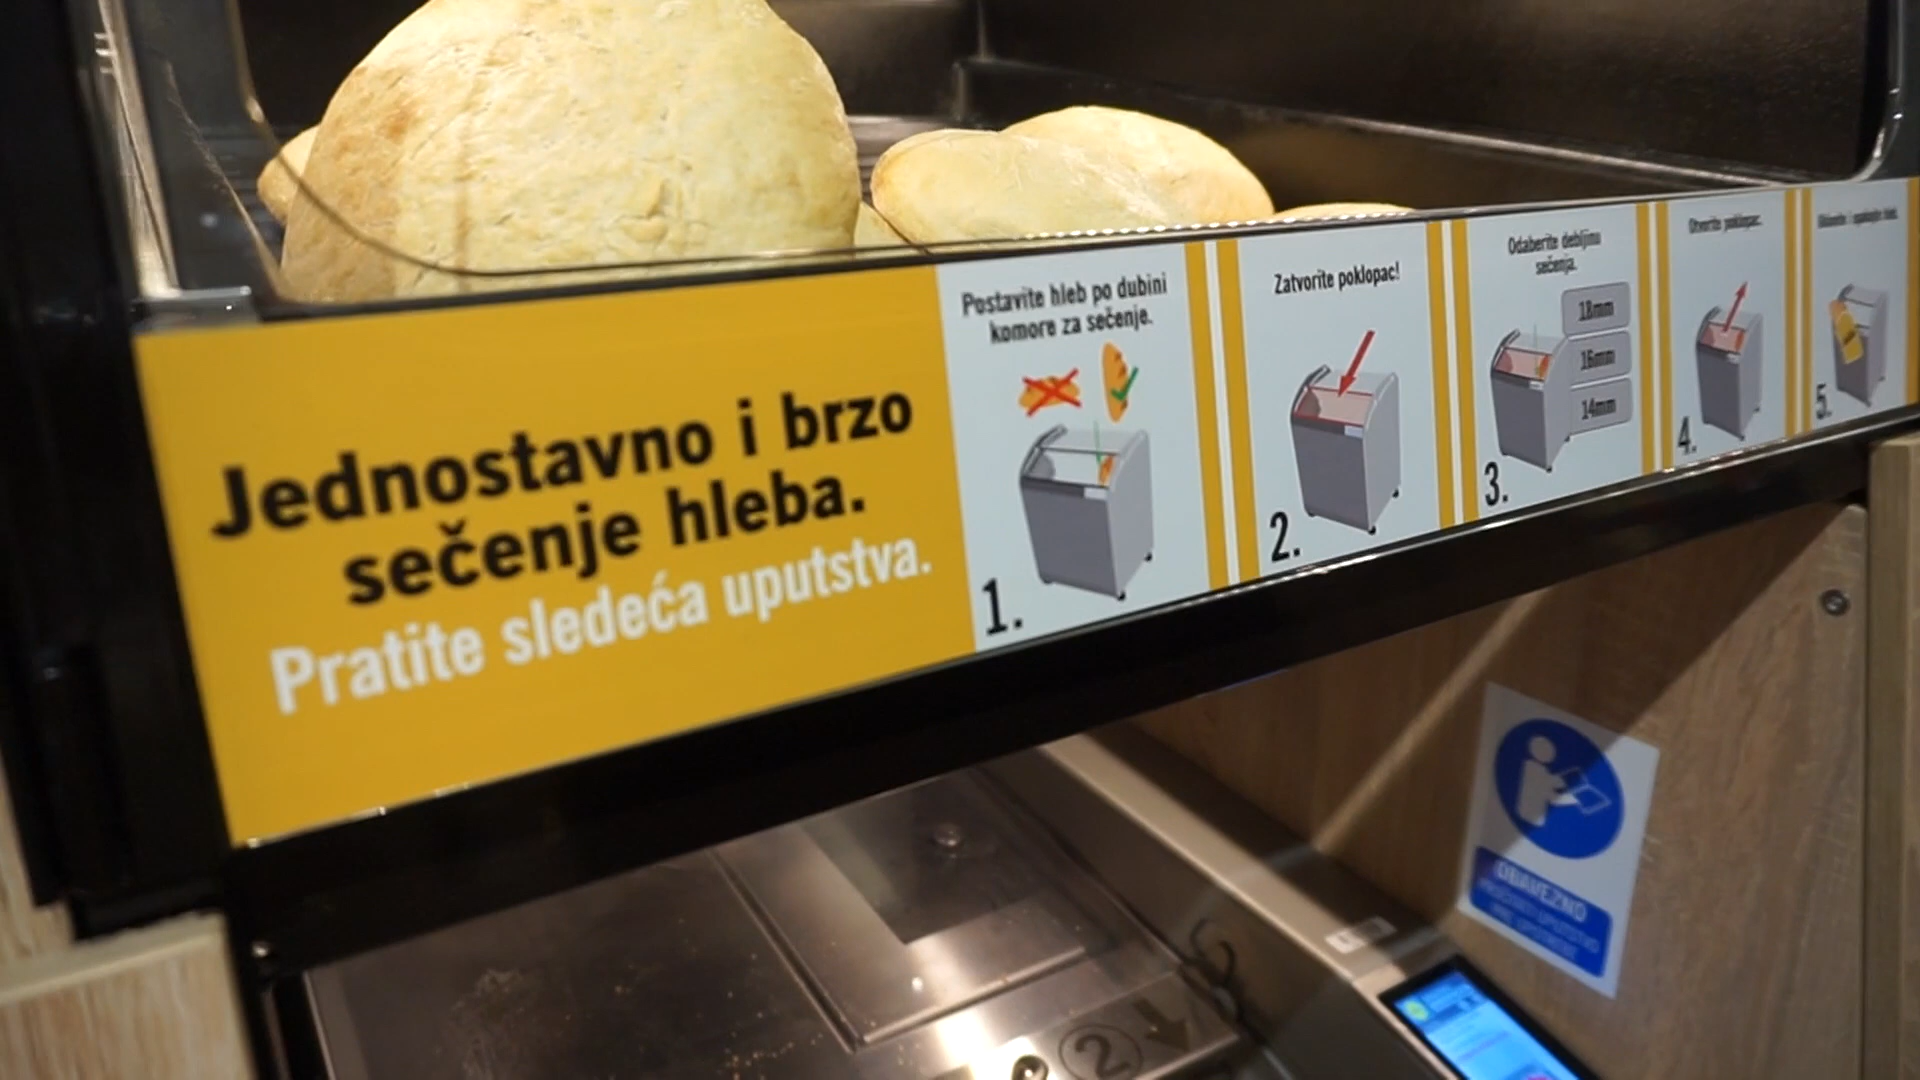 Jednostavno i brzo
sečenje hleba.
Pratite sledeća uputstva.
Postavite hleb po dubini
komore za sečenje.
1.
Zatvorite poklopac!
2.
Odaberite debljinu
sečenja.
18mm
16mm
14mm
3.
Otvorite poklopac.
4.
5.
OBAVEZNO
2